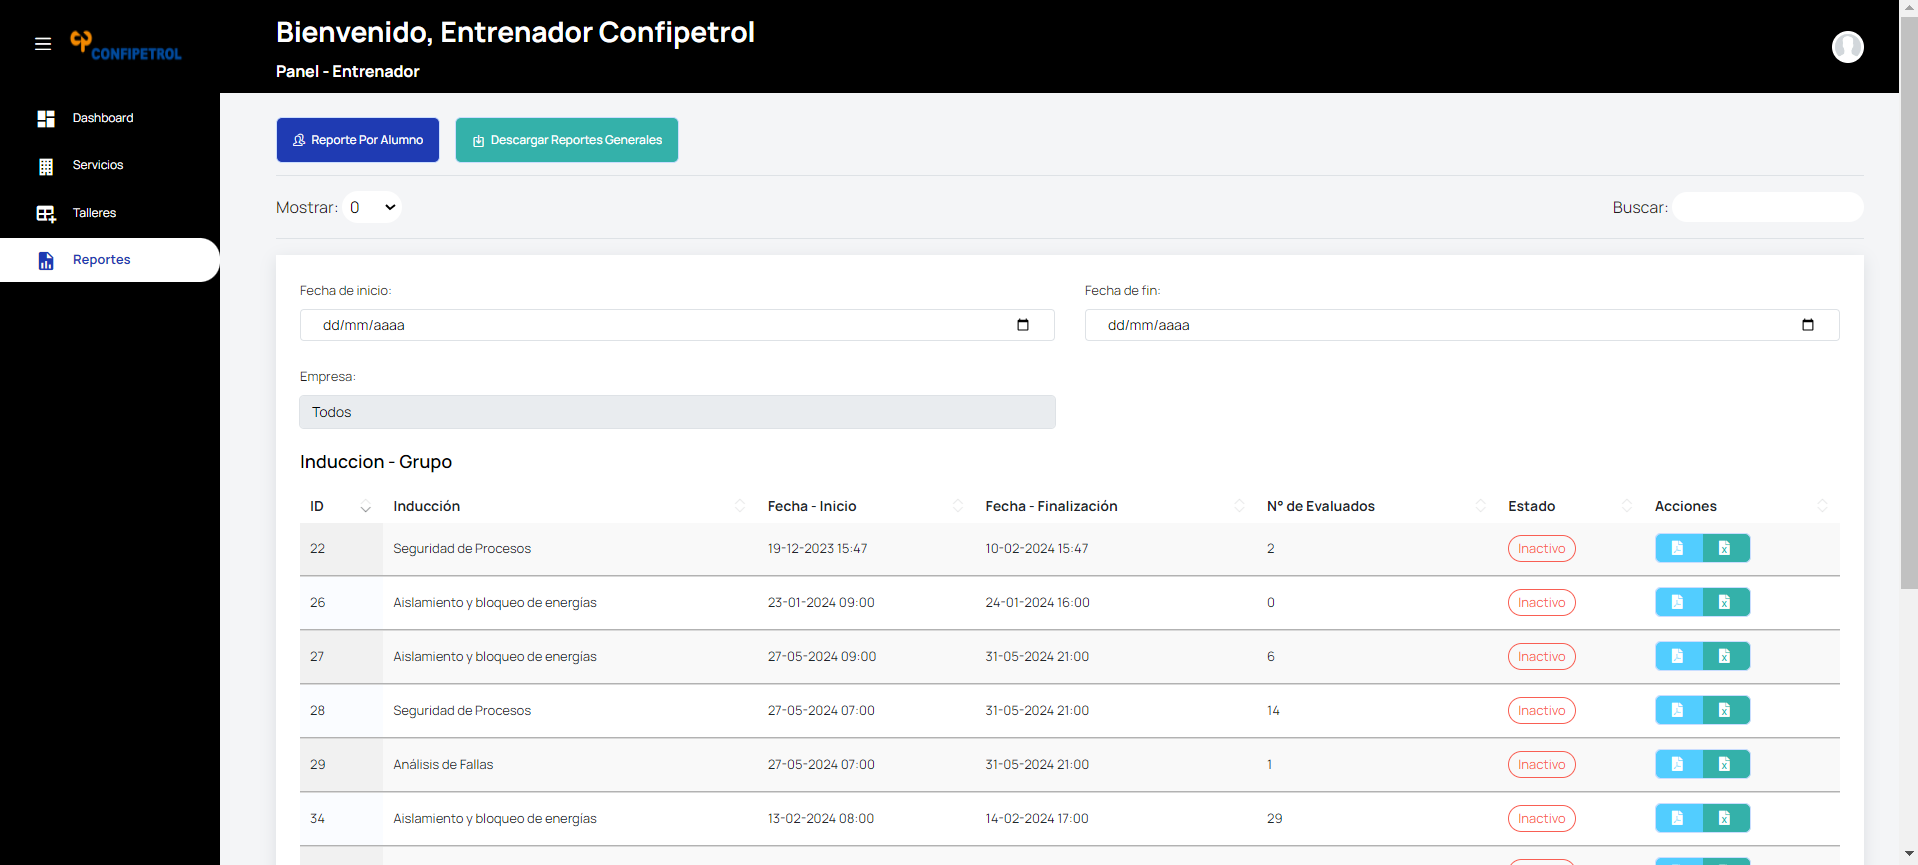 Bienvenido, Entrenador Confipetrol
Panel - Entrenador
CONFIPETROL
Dashboard
Servicios
Talleres
Reportes
Reporte Por Alumno
Descargar Reportes Generales
Mostrar: 0
Buscar:
Fecha de inicio:
Fecha de fin:
dd/mm/aaaa
dd/mm/aaaa
Empresa:
Todos
Induccion - Grupo
ID Inducción Fecha - Inicio Fecha - Finalización N° de Evaluados Estado Acciones
22 Seguridad de Procesos 19-12-2023 15:47 10-02-2024 15:47 2 Inactivo
26 Aislamiento y bloqueo de energías 23-01-2024 09:00 24-01-2024 16:00 0 Inactivo
27 Aislamiento y bloqueo de energías 27-05-2024 09:00 31-05-2024 21:00 6 Inactivo
28 Seguridad de Procesos 27-05-2024 07:00 31-05-2024 21:00 14 Inactivo
29 Análisis de Fallas 27-05-2024 07:00 31-05-2024 21:00 1 Inactivo
34 Aislamiento y bloqueo de energías 13-02-2024 08:00 14-02-2024 17:00 29 Inactivo